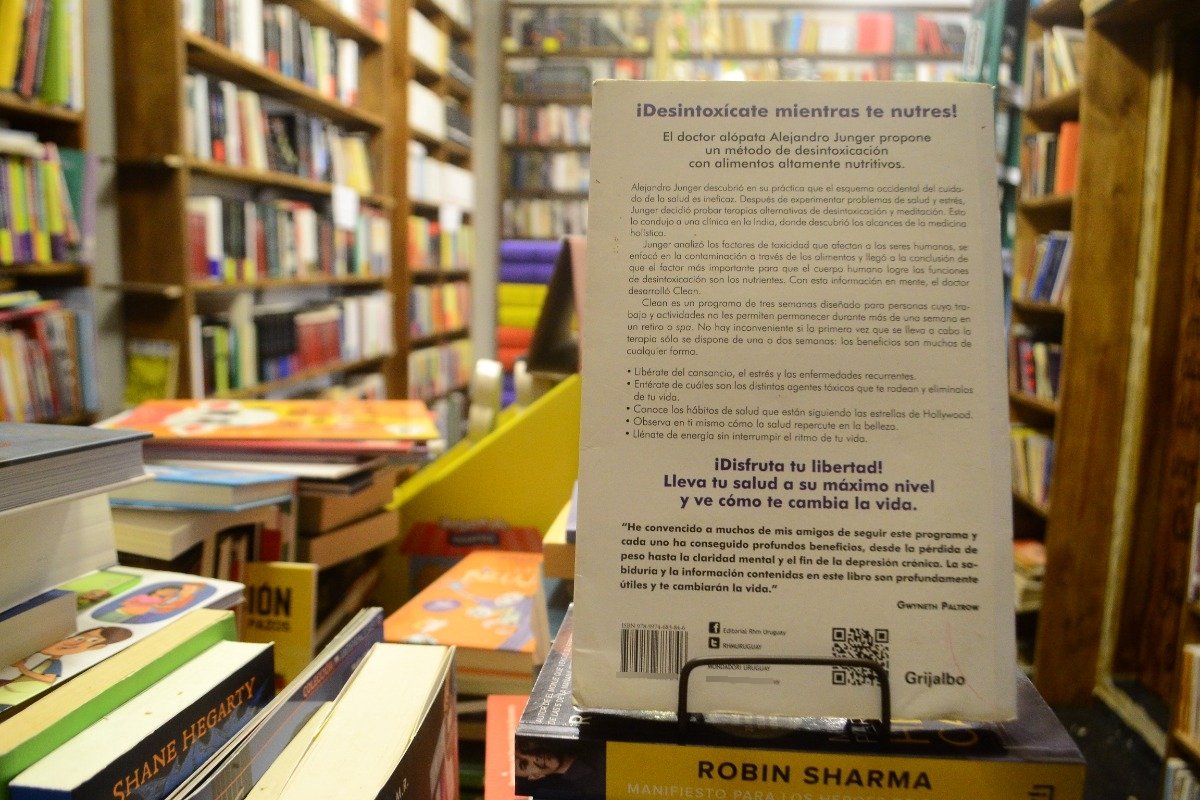 ¡Desintoxícate mientras te nutres!
El doctor alópata Alejandro Junger propone
un método de desintoxicación
con alimentos altamente nutritivos.
Alejandro Junger descubrió en su práctica que el esquema occidental del cuida-
do de la salud es ineficaz. Después de experimentar problemas de salud y estrés,
Junger decidió probar terapias alternativas de desintoxicación y meditación. Esto
lo condujo a una clínica en la India, donde descubrió los alcances de la medicina
holística.
Junger analizó los factores de toxicidad que afectan a los seres humanos, se
enfocó en la contaminación a través de los alimentos y llegó a la conclusión de
que el factor más importante para que el cuerpo humano logre las funciones
de desintoxicación son los nutrientes. Con esta información en mente, el doctor
desarrolló Clean.
Clean es un programa de tres semanas diseñado para personas cuyo tra-
bajo y actividades no les permiten permanecer durante más de una semana en
un retiro o spa. No hay inconveniente si la primera vez que se lleva a cabo la
terapia sólo se dispone de una o dos semanas: los beneficios son muchos de
cualquier forma.
• Libérate del cansancio, el estrés y las enfermedades recurrentes.
• Entérate de cuáles son los distintos agentes tóxicos que te rodean y elimínalos
de tu vida.
• Conoce los hábitos de salud que están siguiendo las estrellas de Hollywood.
• Observa en ti mismo cómo la salud repercute en la belleza.
• Llénate de energía sin interrumpir el ritmo de tu vida.
¡Disfruta tu libertad!
Lleva tu salud a su máximo nivel
y ve cómo te cambia la vida.
“He convencido a muchos de mis amigos de seguir este programa y
cada uno ha conseguido profundos beneficios, desde la pérdida de
peso hasta la claridad mental y el fin de la depresión crónica. La sa-
biduría y la información contenidas en este libro son profundamente
útiles y te cambiarán la vida.”
Gwyneth Paltrow
Editorial Rhm Uruguay
RHMURUGUAY
MONDADORI URUGUAY
Grijalbo
ROBIN SHARMA
MANIFIESTO PARA LOS
SHANE HEGARTY
COLECCIÓN
IÓN
PAZOS